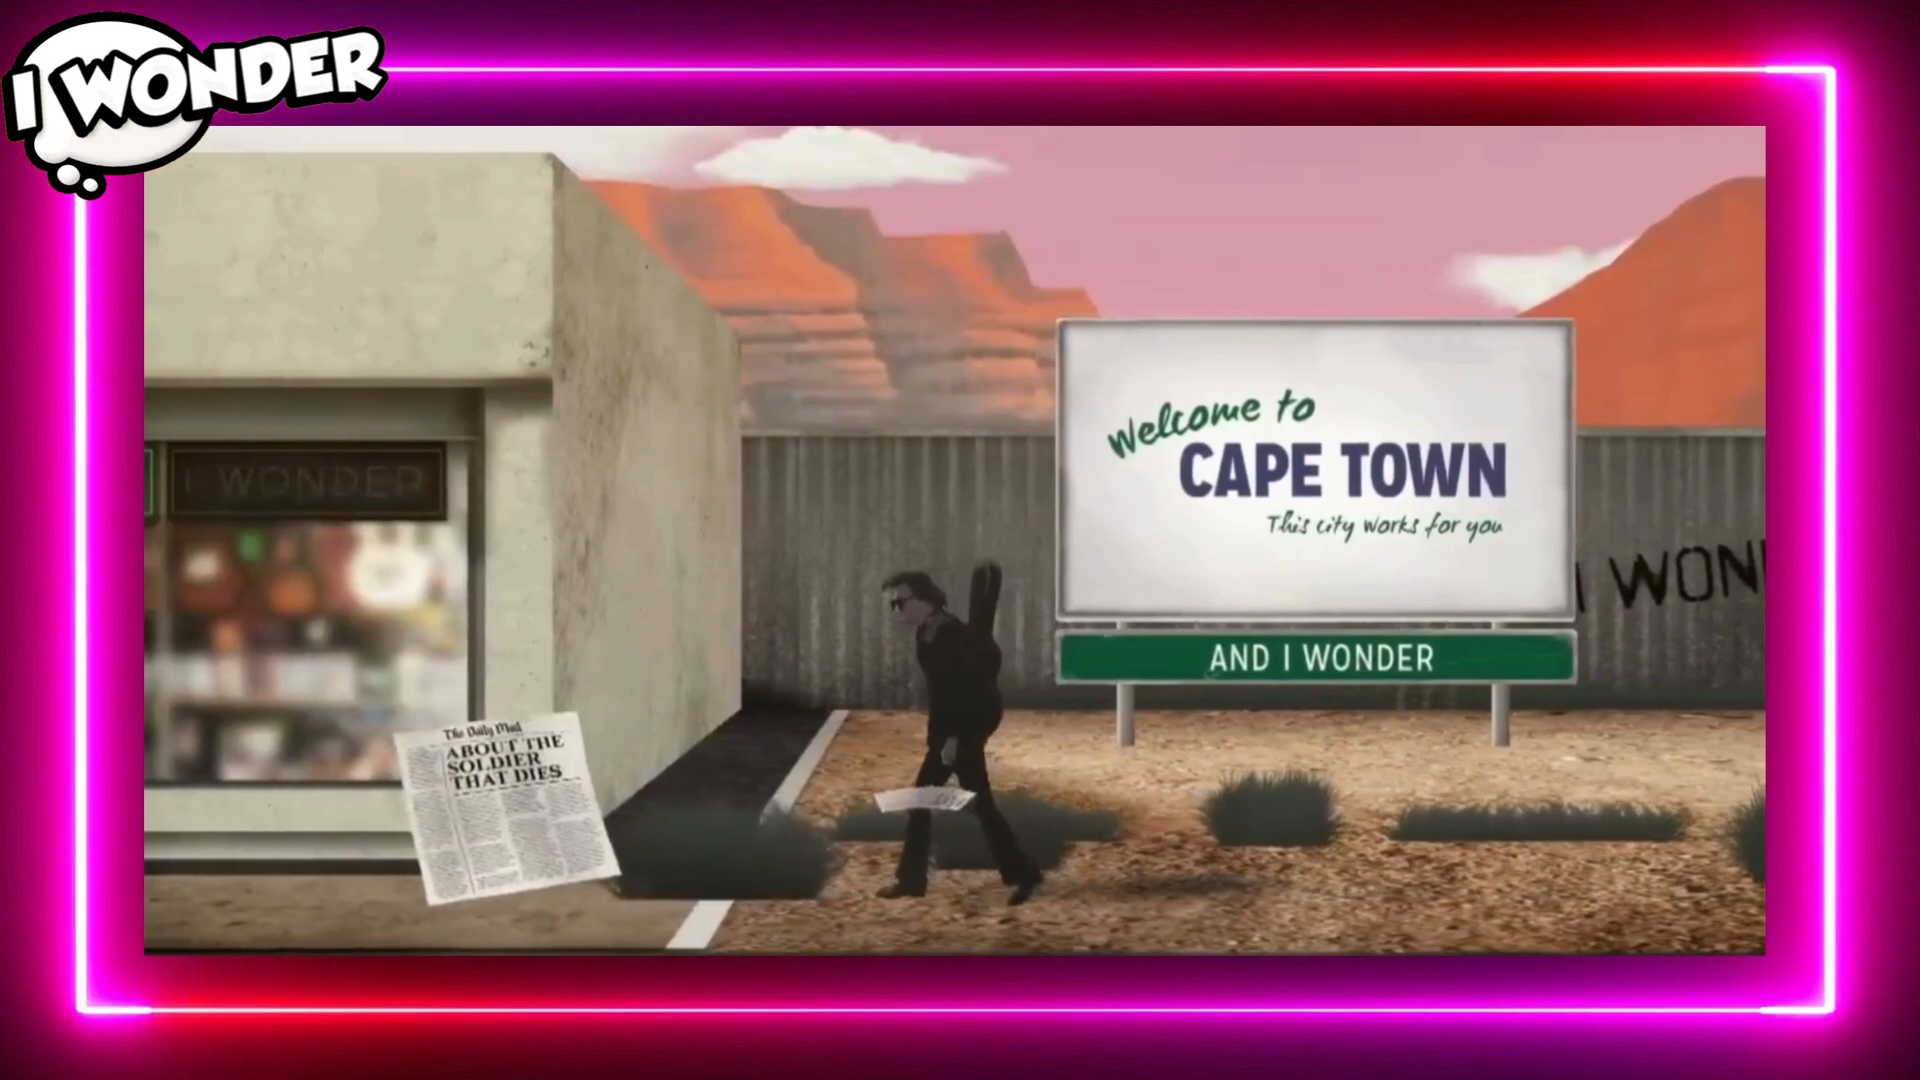 I WONDER
I WONDER
Welcome to
CAPE TOWN
This city works for you
I WON
AND I WONDER
The Daily Mail
ABOUT THE
SOLDIER
THAT DIES